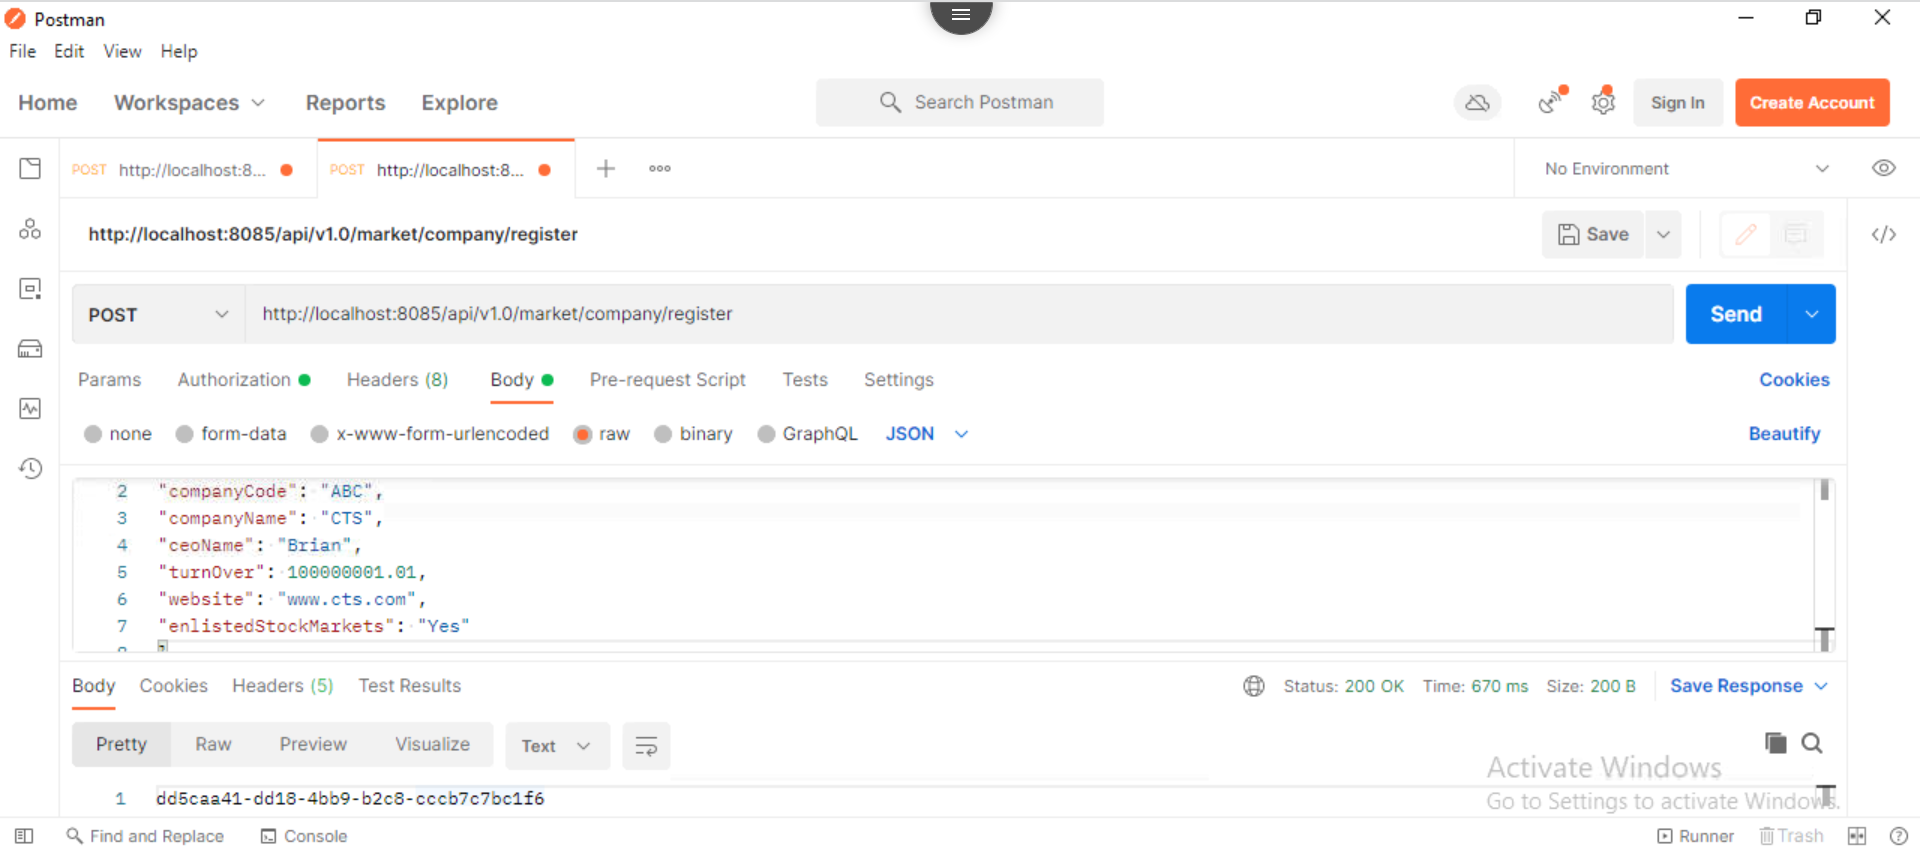 Postman
File Edit View Help
Home Workspaces Reports Explore Search Postman Sign In Create Account
POST http://localhost:8... POST http://localhost:8... No Environment
http://localhost:8085/api/v1.0/market/company/register Save
POST http://localhost:8085/api/v1.0/market/company/register Send
Params Authorization Headers (8) Body Pre-request Script Tests Settings Cookies
none form-data x-www-form-urlencoded raw binary GraphQL JSON Beautify
2 "companyCode": "ABC",
3 "companyName": "CTS",
4 "ceoName": "Brian",
5 "turnOver": 100000001.01,
6 "website": "www.cts.com",
7 "enlistedStockMarkets": "Yes"
Body Cookies Headers (5) Test Results Status: 200 OK Time: 670 ms Size: 200 B Save Response
Pretty Raw Preview Visualize Text
Activate Windows
1 dd5caa41-dd18-4bb9-b2c8-cccb7c7bc1f6
Go to Settings to activate Windows.
Find and Replace Console Runner Trash